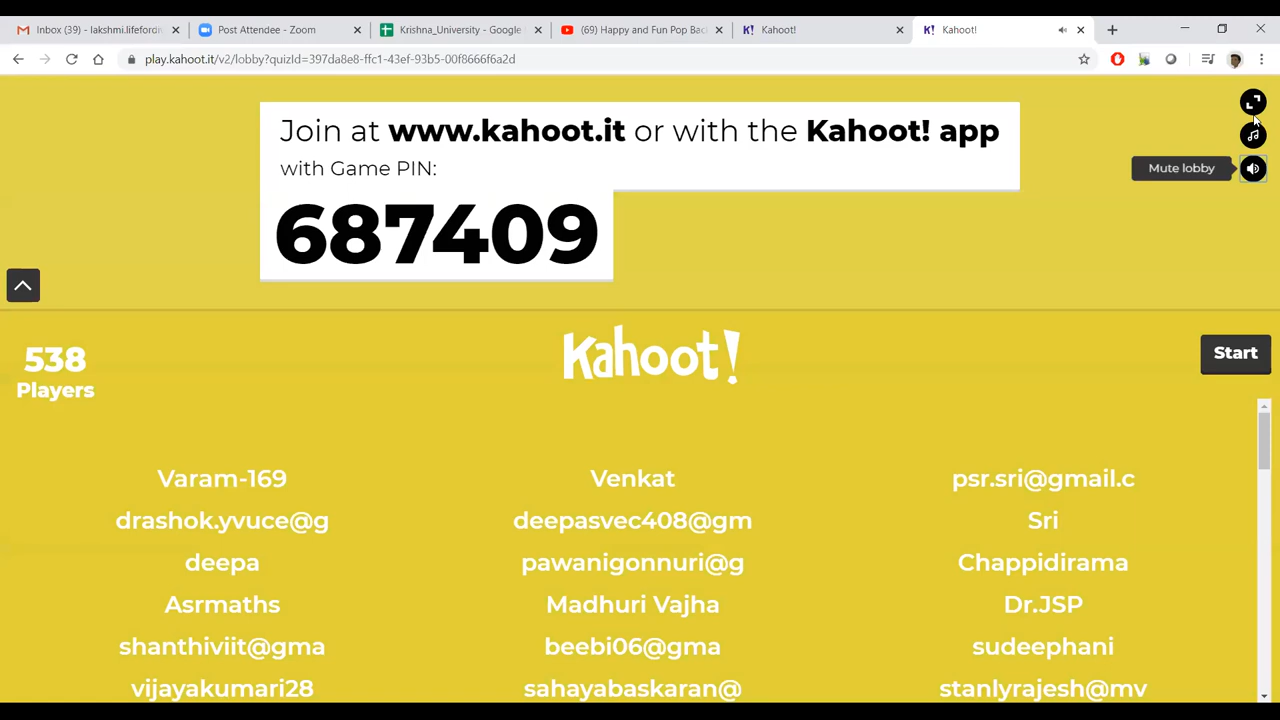 Inbox (39) - lakshmi.lifeford
Post Attendee - Zoom
Krishna_University - Google
(69) Happy and Fun Pop Bac
K! Kahoot!
K! Kahoot!
play.kahoot.it/v2/lobby?quizId=397da8e8-ffc1-43ef-93b5-00f8666f6a2d
Join at www.kahoot.it or with the Kahoot! app
with Game PIN:
Mute lobby
687409
538
Players
Kahoot!
Start
Varam-169 Venkat psr.sri@gmail.c
drashok.yvuce@g deepasvec408@gm Sri
deepa pawanigonnuri@g Chappidirama
Asrmaths Madhuri Vajha Dr.JSP
shanthiviit@gma beebi06@gma sudeephani
vijayakumari28 sahayabaskaran@ stanlyrajesh@mv